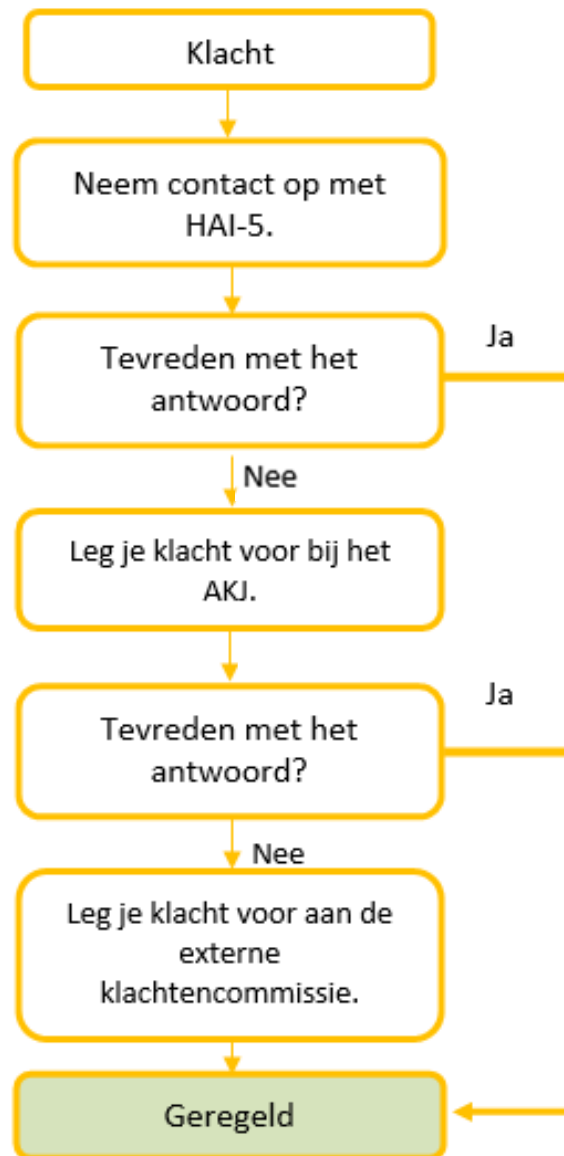 Klacht
Neem contact op met
HAI-5.
Tevreden met het
antwoord?
Ja
Nee
Leg je klacht voor bij het
AKJ.
Tevreden met het
antwoord?
Ja
Nee
Leg je klacht voor aan de
externe
klachtencommissie.
Geregeld